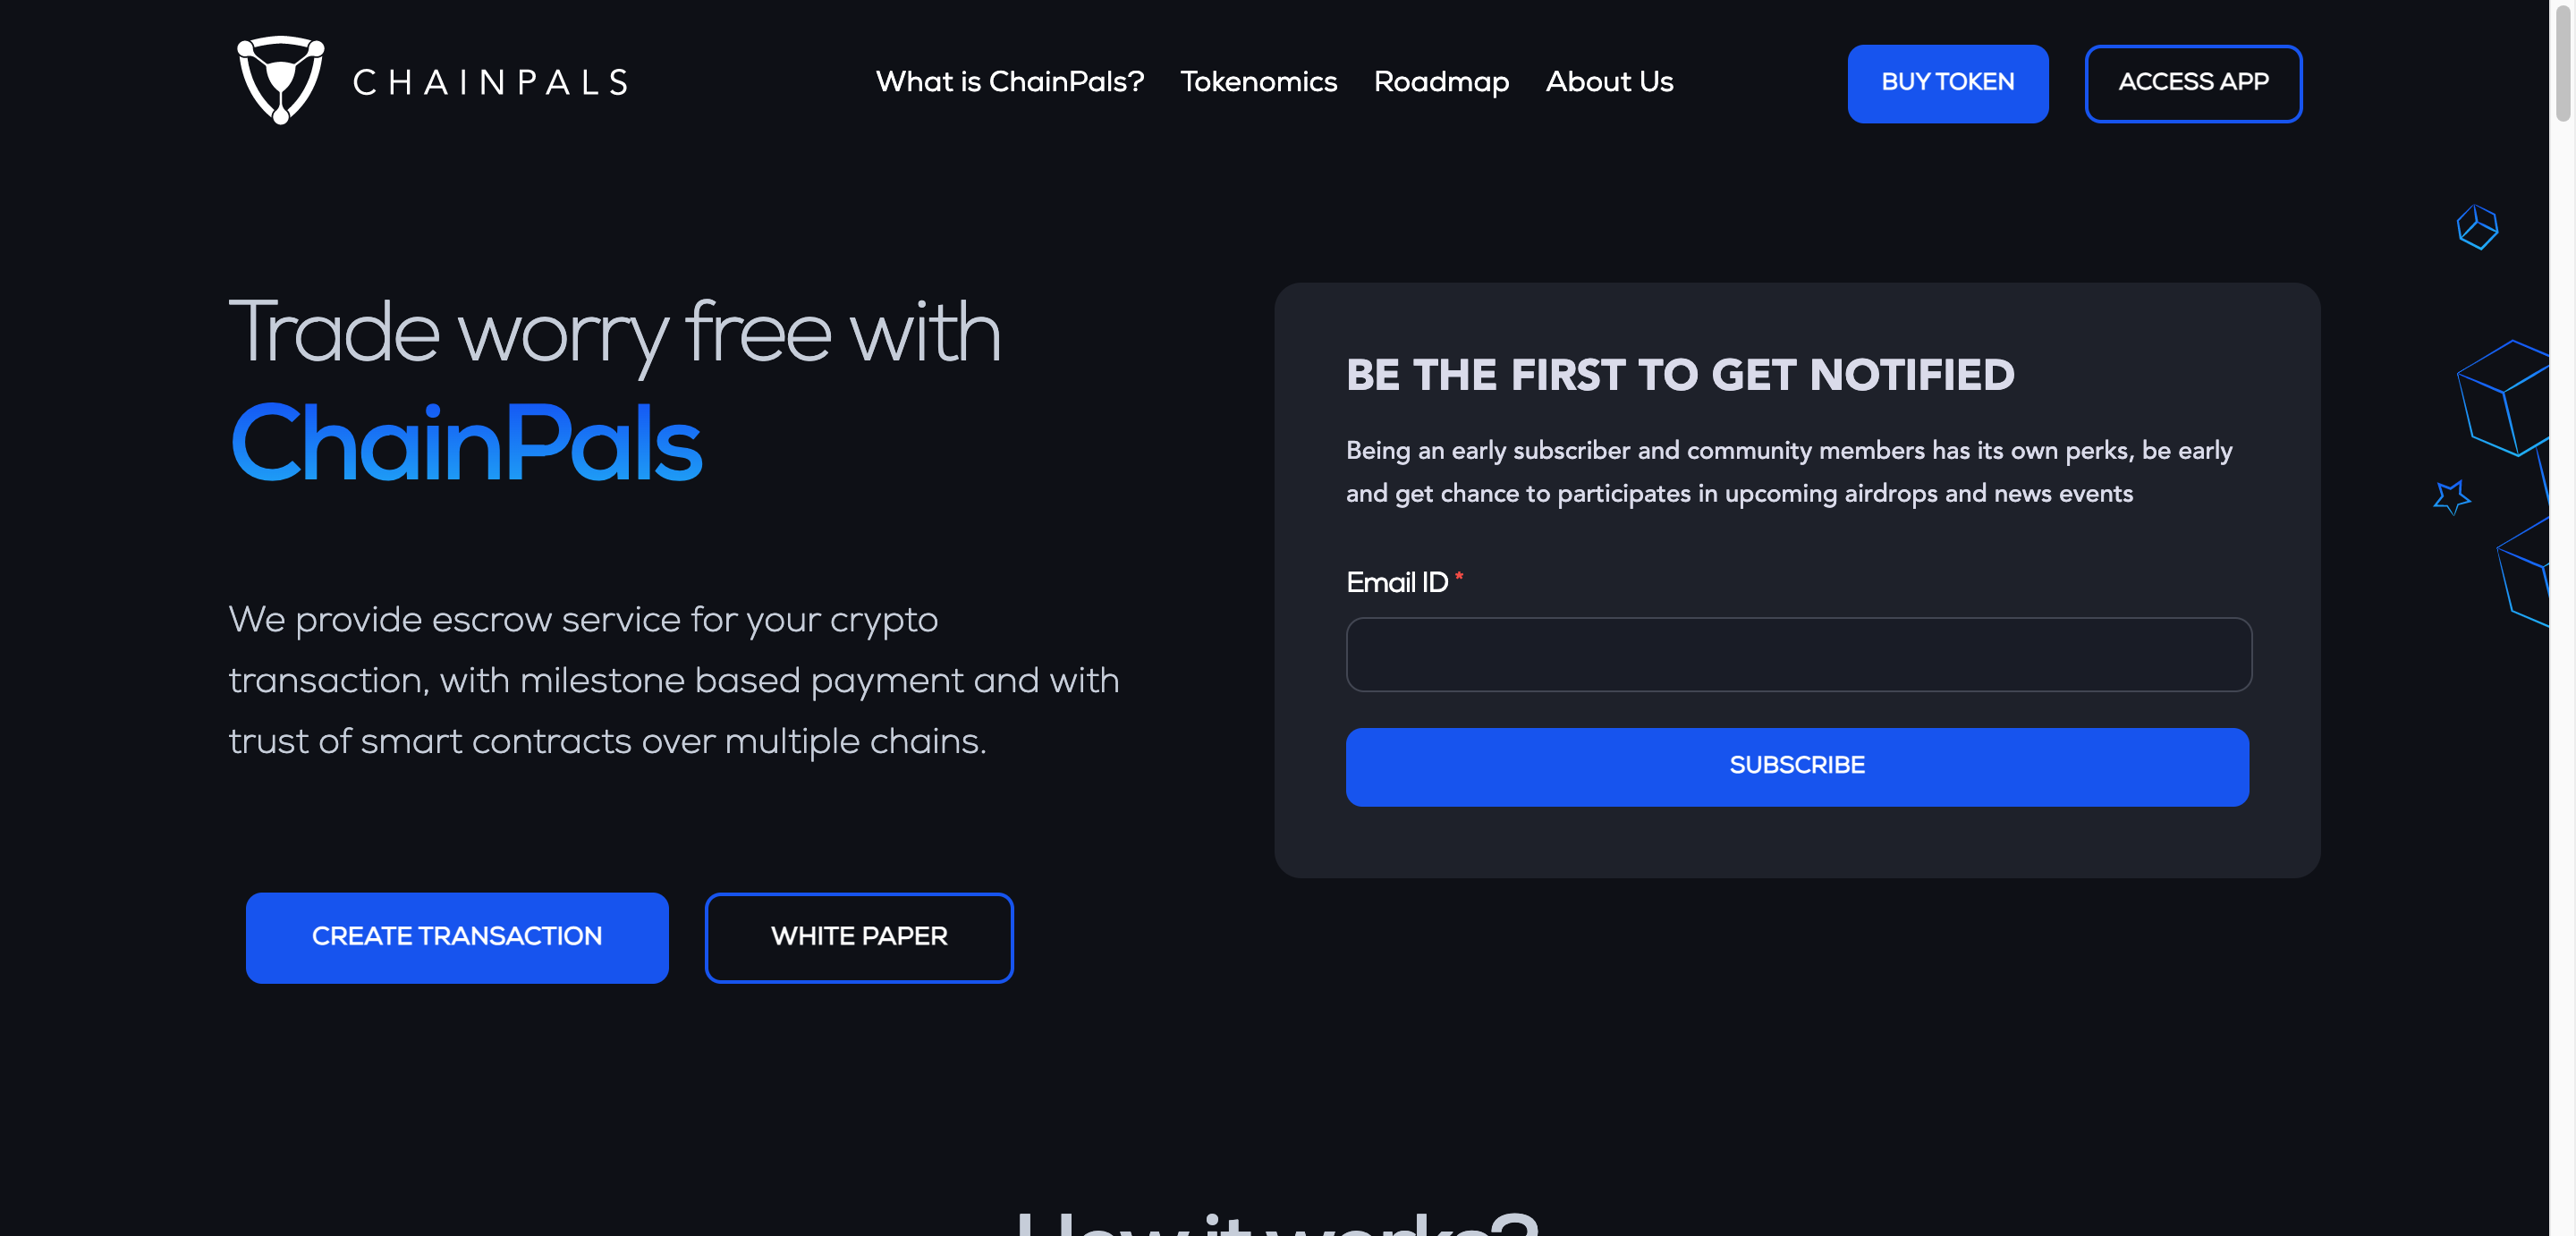 CHAINPALS
What is ChainPals?
Tokenomics
Roadmap
About Us
BUY TOKEN
ACCESS APP
Trade worry free with
ChainPals
We provide escrow service for your crypto
transaction, with milestone based payment and with
trust of smart contracts over multiple chains.
CREATE TRANSACTION
WHITE PAPER
BE THE FIRST TO GET NOTIFIED
Being an early subscriber and community members has its own perks, be early
and get chance to participates in upcoming airdrops and news events
Email ID *
SUBSCRIBE
How it works?